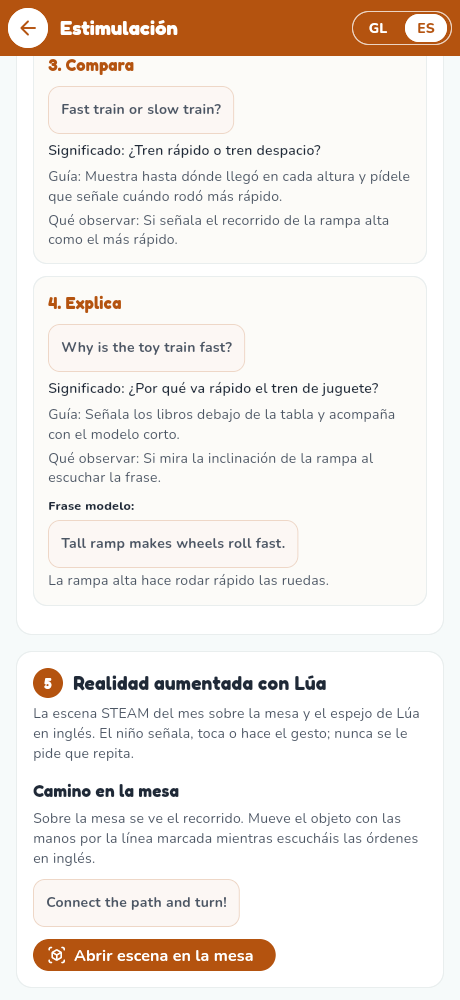 Estimulación
GL
ES
3. Compara
Fast train or slow train?
Significado: ¿Tren rápido o tren despacio?
Guía: Muestra hasta dónde llegó en cada altura y pídele
que señale cuándo rodó más rápido.
Qué observar: Si señala el recorrido de la rampa alta
como el más rápido.
4. Explica
Why is the toy train fast?
Significado: ¿Por qué va rápido el tren de juguete?
Guía: Señala los libros debajo de la tabla y acompaña
con el modelo corto.
Qué observar: Si mira la inclinación de la rampa al
escuchar la frase.
Frase modelo:
Tall ramp makes wheels roll fast.
La rampa alta hace rodar rápido las ruedas.
5
Realidad aumentada con Lúa
La escena STEAM del mes sobre la mesa y el espejo de Lúa
en inglés. El niño señala, toca o hace el gesto; nunca se le
pide que repita.
Camino en la mesa
Sobre la mesa se ve el recorrido. Mueve el objeto con las
manos por la línea marcada mientras escucháis las órdenes
en inglés.
Connect the path and turn!
Abrir escena en la mesa